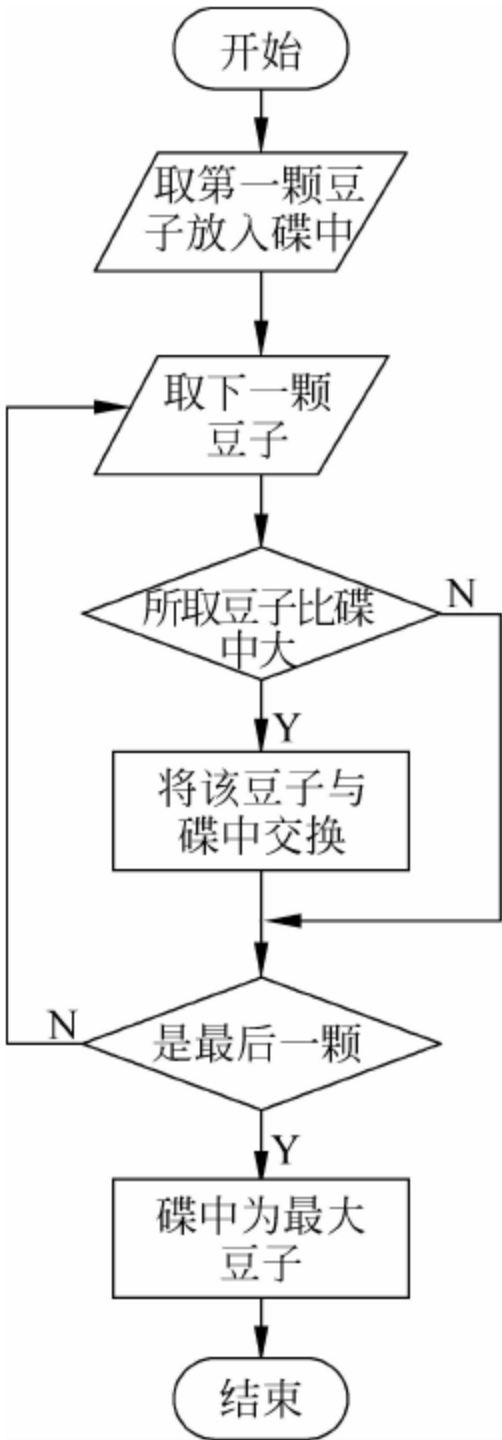 开始
取第一颗豆
子放入碟中
取下一颗
豆子
所取豆子比碟
中大
N
Y
将该豆子与
碟中交换
N
是最后一颗
Y
碟中为最大
豆子
结束